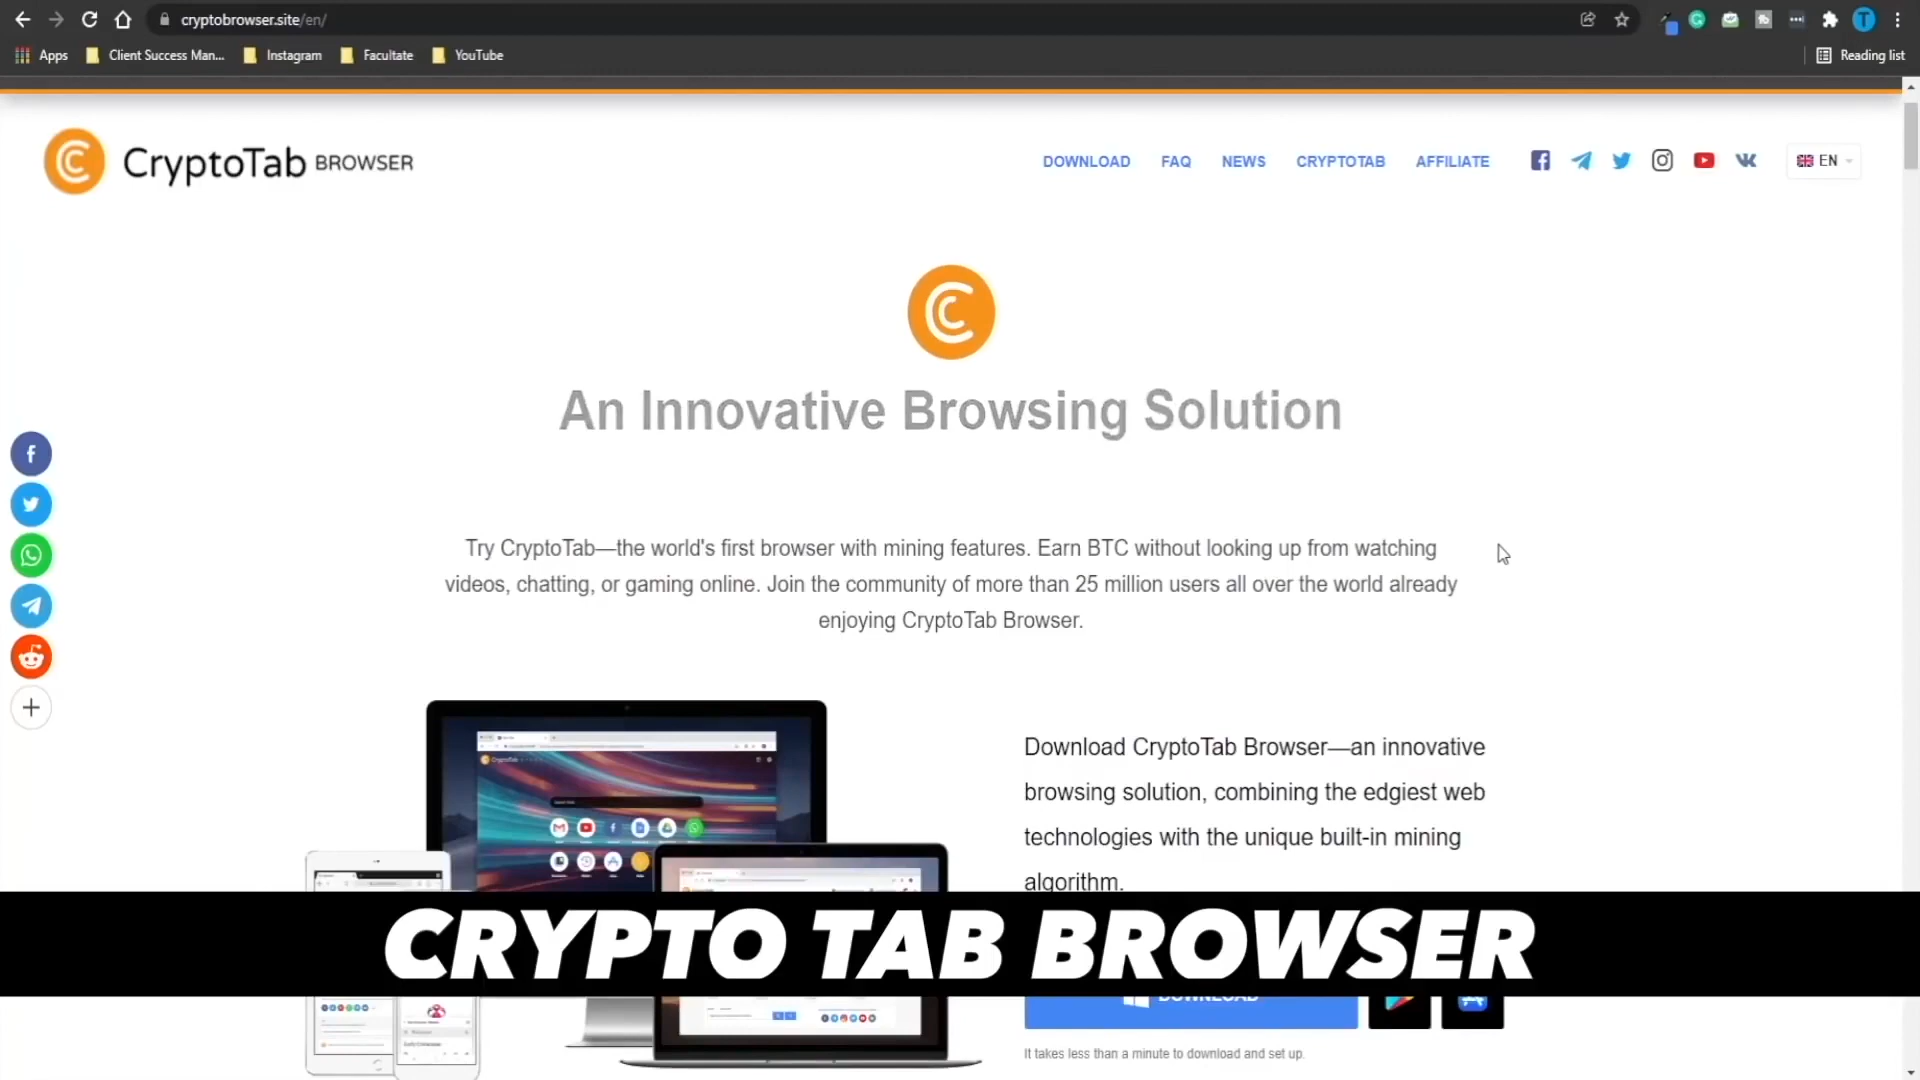 cryptobrowser.site/en/
Apps Client Success Man... Instagram Facultate YouTube Reading list
CryptoTab BROWSER
DOWNLOAD FAQ NEWS CRYPTOTAB AFFILIATE EN
An Innovative Browsing Solution
Try CryptoTab—the world's first browser with mining features. Earn BTC without looking up from watching
videos, chatting, or gaming online. Join the community of more than 25 million users all over the world already
enjoying CryptoTab Browser.
Download CryptoTab Browser—an innovative
browsing solution, combining the edgiest web
technologies with the unique built-in mining
algorithm.
CRYPTO TAB BROWSER
DOWNLOAD
It takes less than a minute to download and set up.